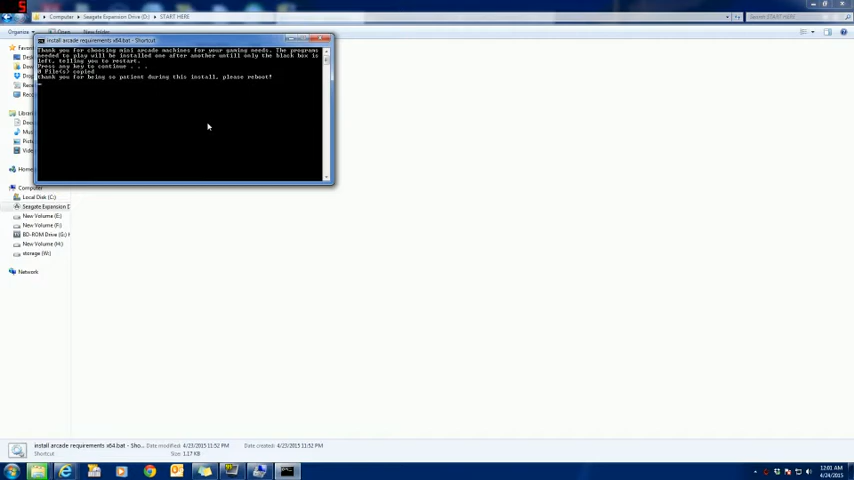 5
Computer ▸ Seagate Expansion Drive (D:) ▸ START HERE
Search START HERE
Organize ▾
Open
New folder
install arcade requirements x64.bat - Shortcut
Thank you for choosing mini arcade machines for your gaming needs. The programs
needed to play will be installed one after another untill only the black box is
left, telling you to restart.
Press any key to continue . . .
0 File(s) copied
thank you for being so patient during this install, please reboot?
Computer
Local Disk (C:)
Seagate Expansion
New Volume (E:)
New Volume (F:)
BD-ROM Drive (G:)
New Volume (H:)
storage (W:)
Network
install arcade requirements x64.bat - Sho... Date modified: 4/23/2015 11:52 PM Date created: 4/23/2015 11:52 PM
Shortcut Size: 1.17 KB
12:01 AM
4/24/2015